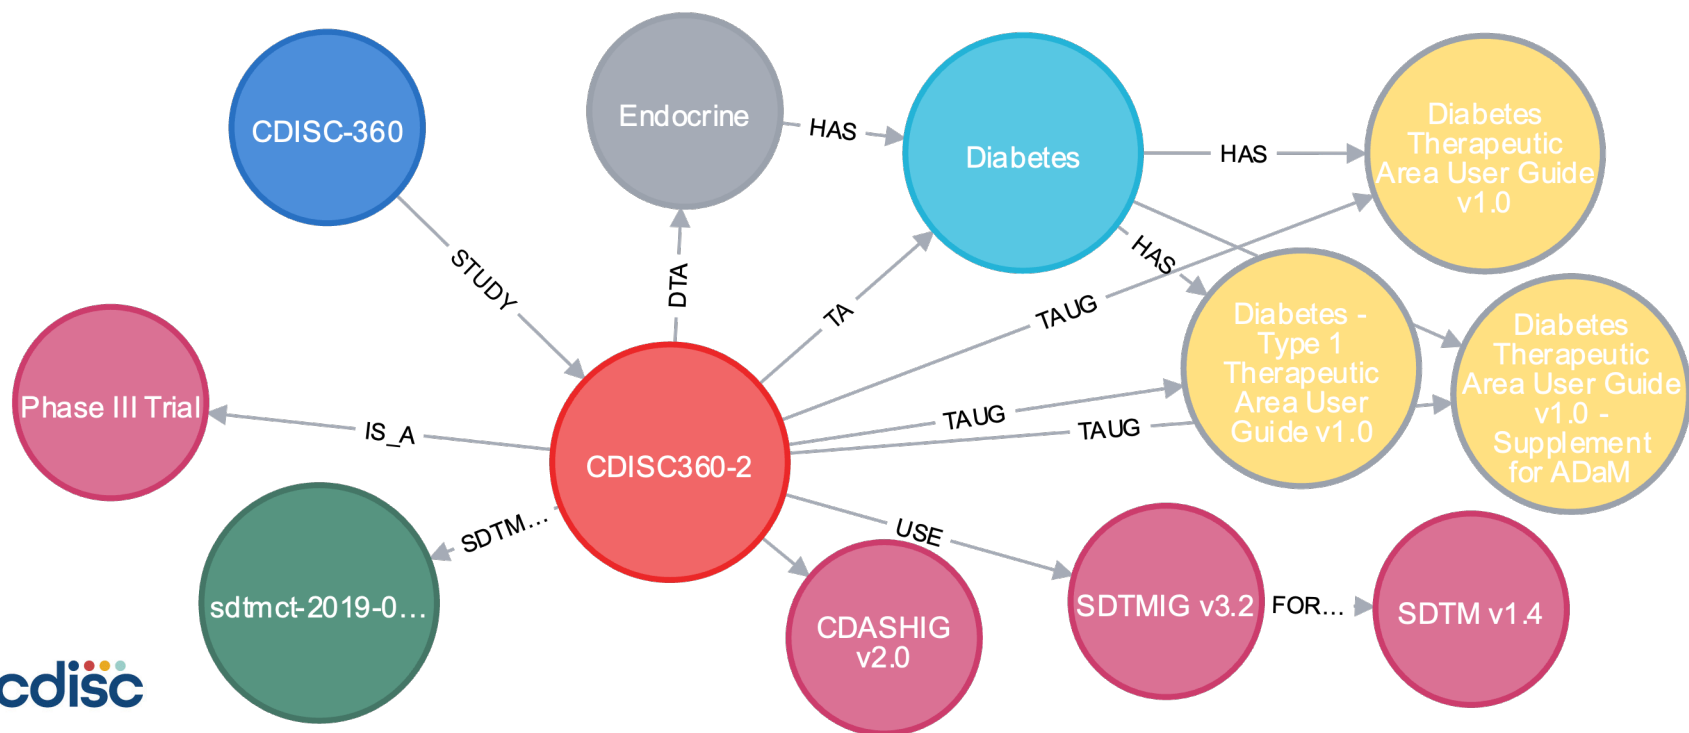 CDISC-360
Endocrine
HAS
Diabetes
HAS
Diabetes
Therapeutic
Area User Guide
v1.0
STUDY
DTA
TA
TAUG
HAS
Diabetes -
Type 1
Therapeutic
Area User
Guide v1.0
Diabetes
Therapeutic
Area User Guide
v1.0 -
Supplement
for ADaM
Phase III Trial
IS_A
CDISC360-2
TAUG
TAUG
SDTM...
USE
sdtmct-2019-0...
CDASHIG
v2.0
SDTMIG v3.2
FOR...
SDTM v1.4
cdisc